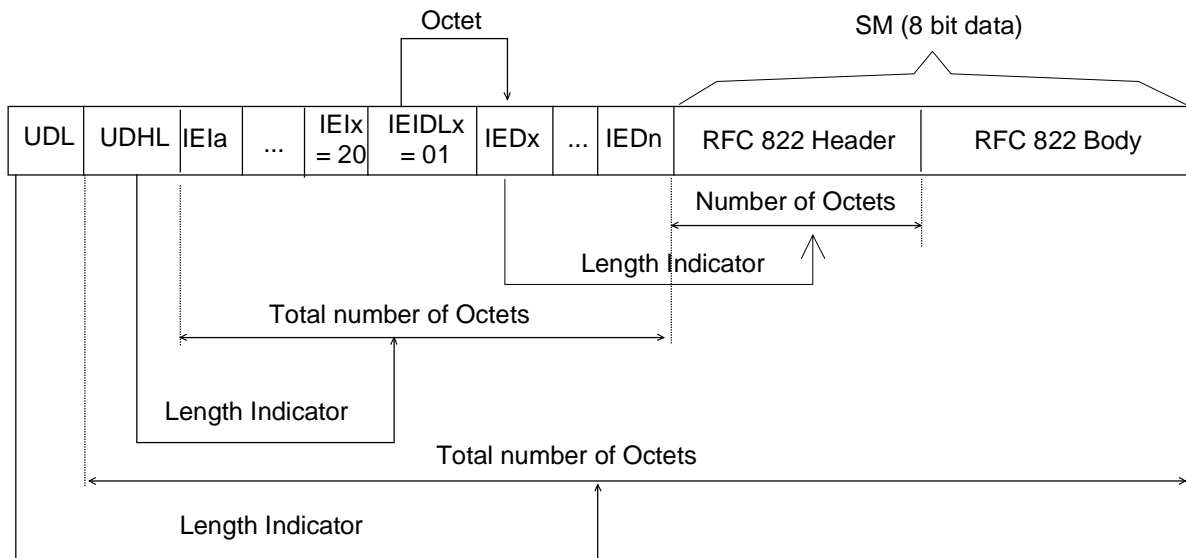 Octet
SM (8 bit data)
UDL UDHL IEIa ... IEIx = 20 IEIDLx = 01 IEDx ... IEDn RFC 822 Header RFC 822 Body
Number of Octets
Length Indicator
Total number of Octets
Length Indicator
Total number of Octets
Length Indicator